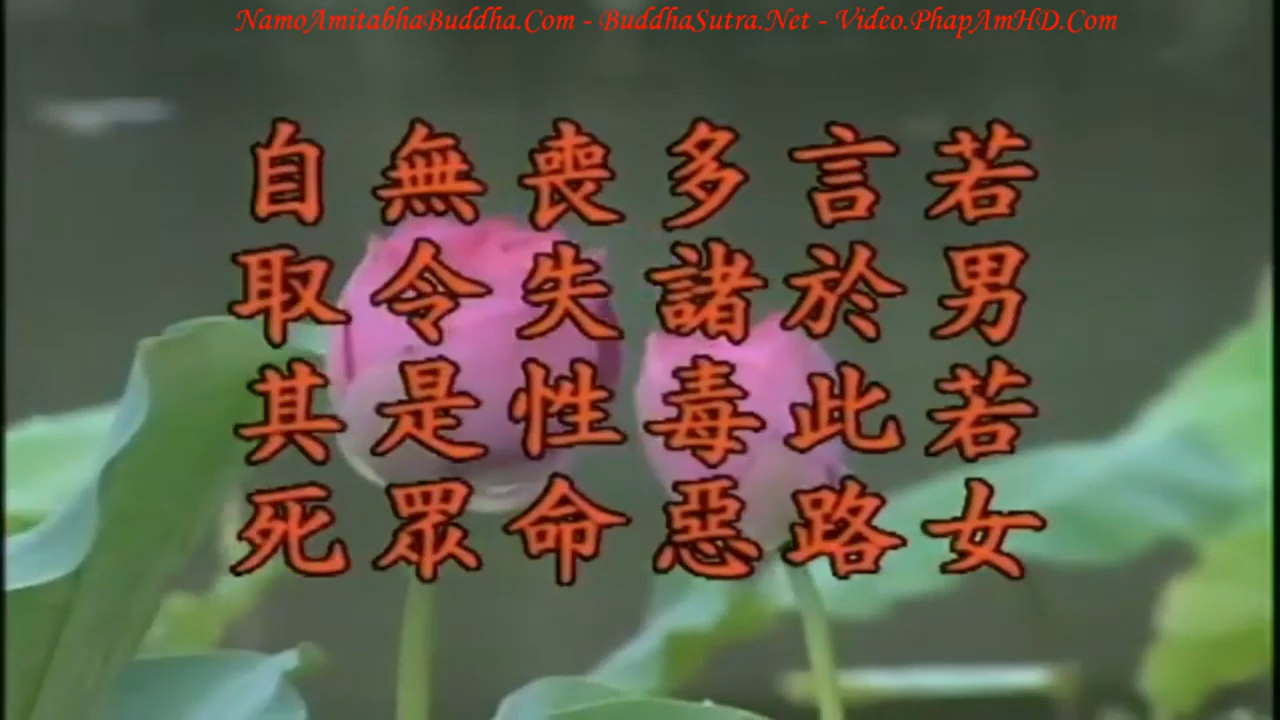 NamoAmitabhaBuddha.Com - BuddhaSutra.Net - Video.PhapAmHD.Com
若男若女
言於此路
多諸毒惡
喪失性命
無令是眾
自取其死